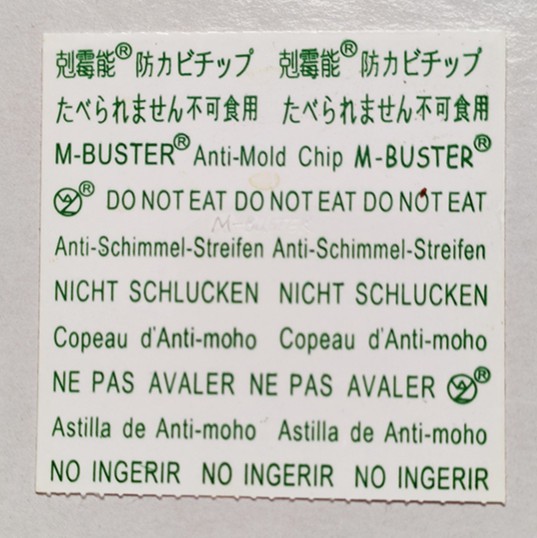 剋霉能® 防カビチップ 剋霉能® 防カビチップ
たべられません不可食用 たべられません不可食用
M-BUSTER® Anti-Mold Chip M-BUSTER®
® DO NOT EAT DO NOT EAT DO NOT EAT
M-BUSTER
Anti-Schimmel-Streifen Anti-Schimmel-Streifen
NICHT SCHLUCKEN NICHT SCHLUCKEN
Copeau d'Anti-moho Copeau d'Anti-moho
NE PAS AVALER NE PAS AVALER ®
Astilla de Anti-moho Astilla de Anti-moho
NO INGERIR NO INGERIR NO INGERIR